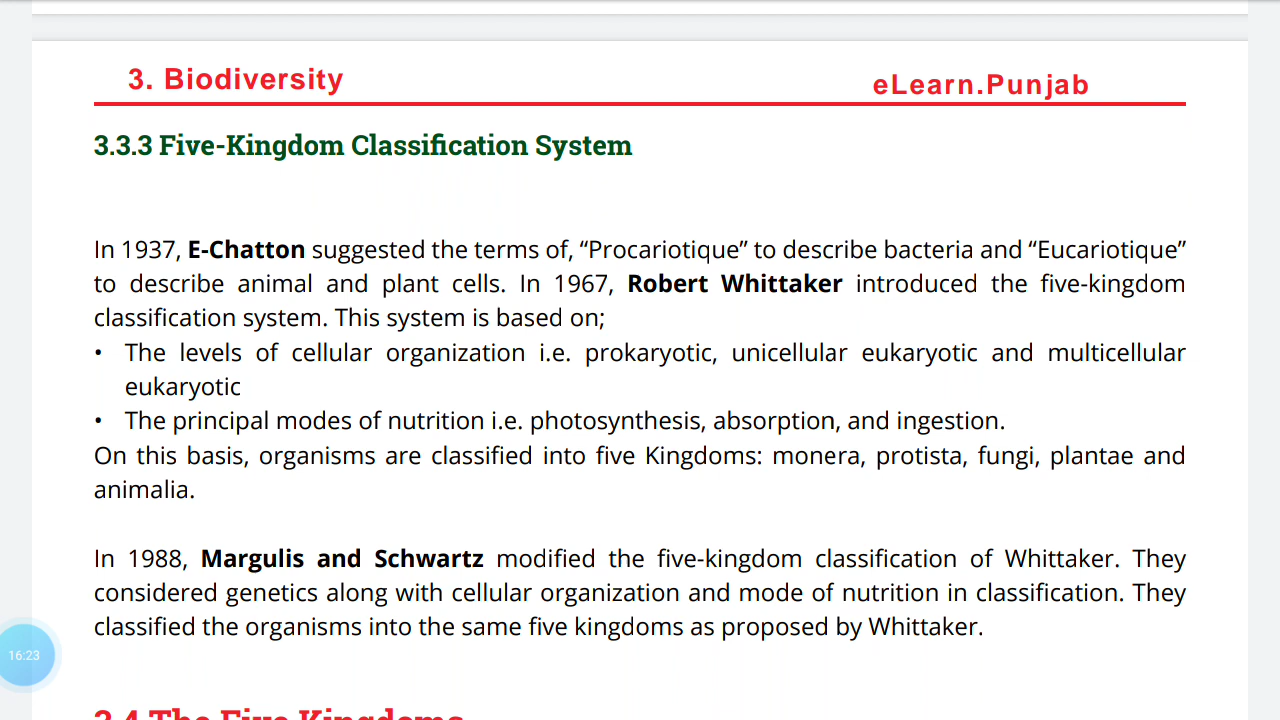 3. Biodiversity
eLearn.Punjab
3.3.3 Five-Kingdom Classification System
In 1937, E-Chatton suggested the terms of, “Procariotique” to describe bacteria and “Eucariotique”
to describe animal and plant cells. In 1967, Robert Whittaker introduced the five-kingdom
classification system. This system is based on;
• The levels of cellular organization i.e. prokaryotic, unicellular eukaryotic and multicellular
eukaryotic
• The principal modes of nutrition i.e. photosynthesis, absorption, and ingestion.
On this basis, organisms are classified into five Kingdoms: monera, protista, fungi, plantae and
animalia.
In 1988, Margulis and Schwartz modified the five-kingdom classification of Whittaker. They
considered genetics along with cellular organization and mode of nutrition in classification. They
classified the organisms into the same five kingdoms as proposed by Whittaker.
16:23
3.4 The Five Kingdoms